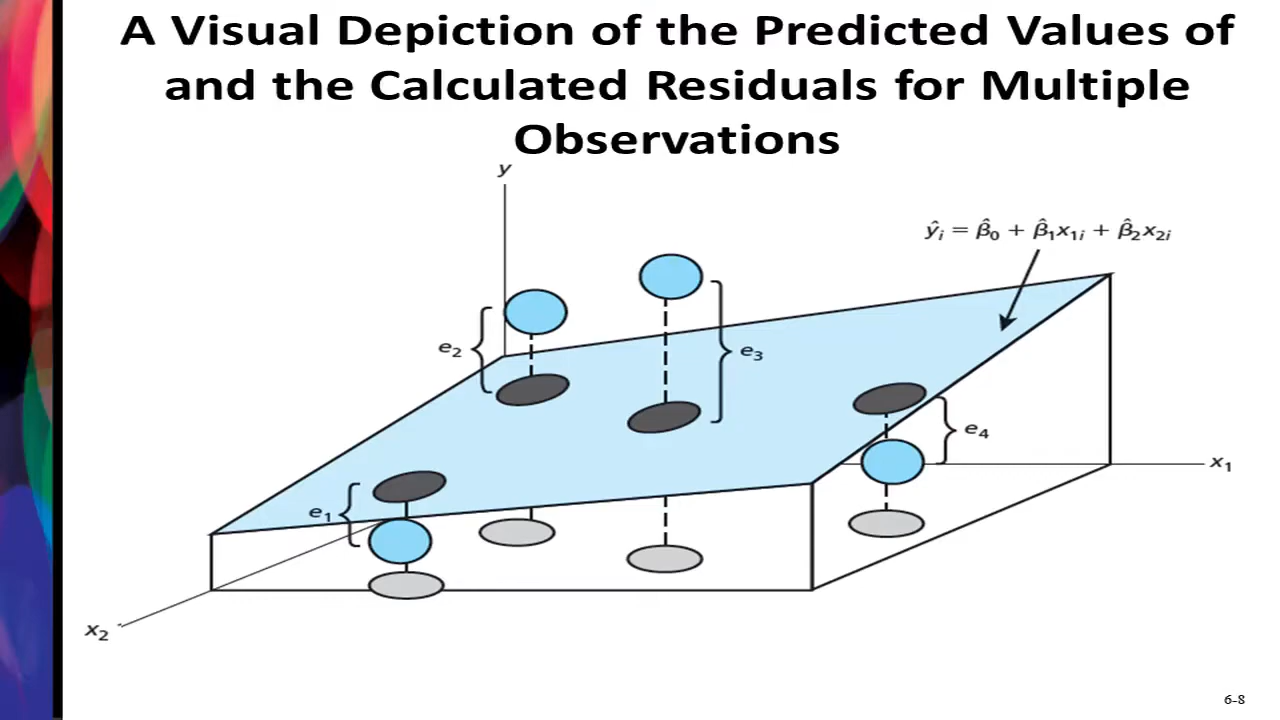 A Visual Depiction of the Predicted Values of
and the Calculated Residuals for Multiple
Observations
y
ŷᵢ = β̂₀ + β̂₁x₁ᵢ + β̂₂x₂ᵢ
e₂
e₃
e₄
x₁
e₁
x₂
6-8